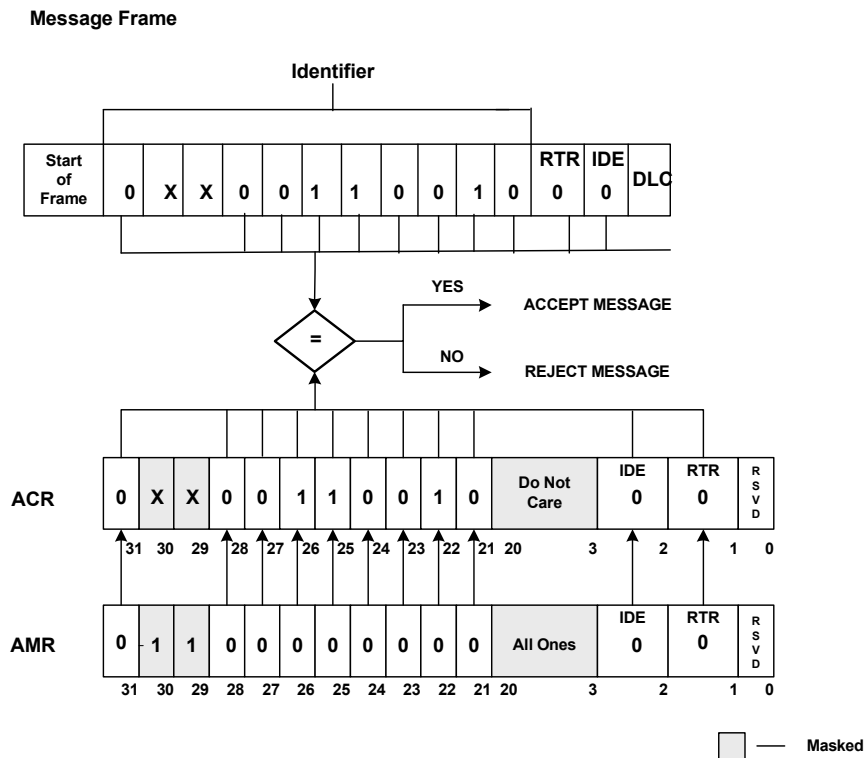 Message Frame
Identifier
Start of Frame
0 X X 0 0 1 1 0 0 1 0
RTR 0
IDE 0
DLC
YES
ACCEPT MESSAGE
=
NO
REJECT MESSAGE
ACR
0 X X 0 0 1 1 0 0 1 0
Do Not Care
IDE 0
RTR 0
RSVD
31 30 29 28 27 26 25 24 23 22 21 20 3 2 1 0
AMR
0 1 1 0 0 0 0 0 0 0 0
All Ones
IDE 0
RTR 0
RSVD
31 30 29 28 27 26 25 24 23 22 21 20 3 2 1 0
Masked